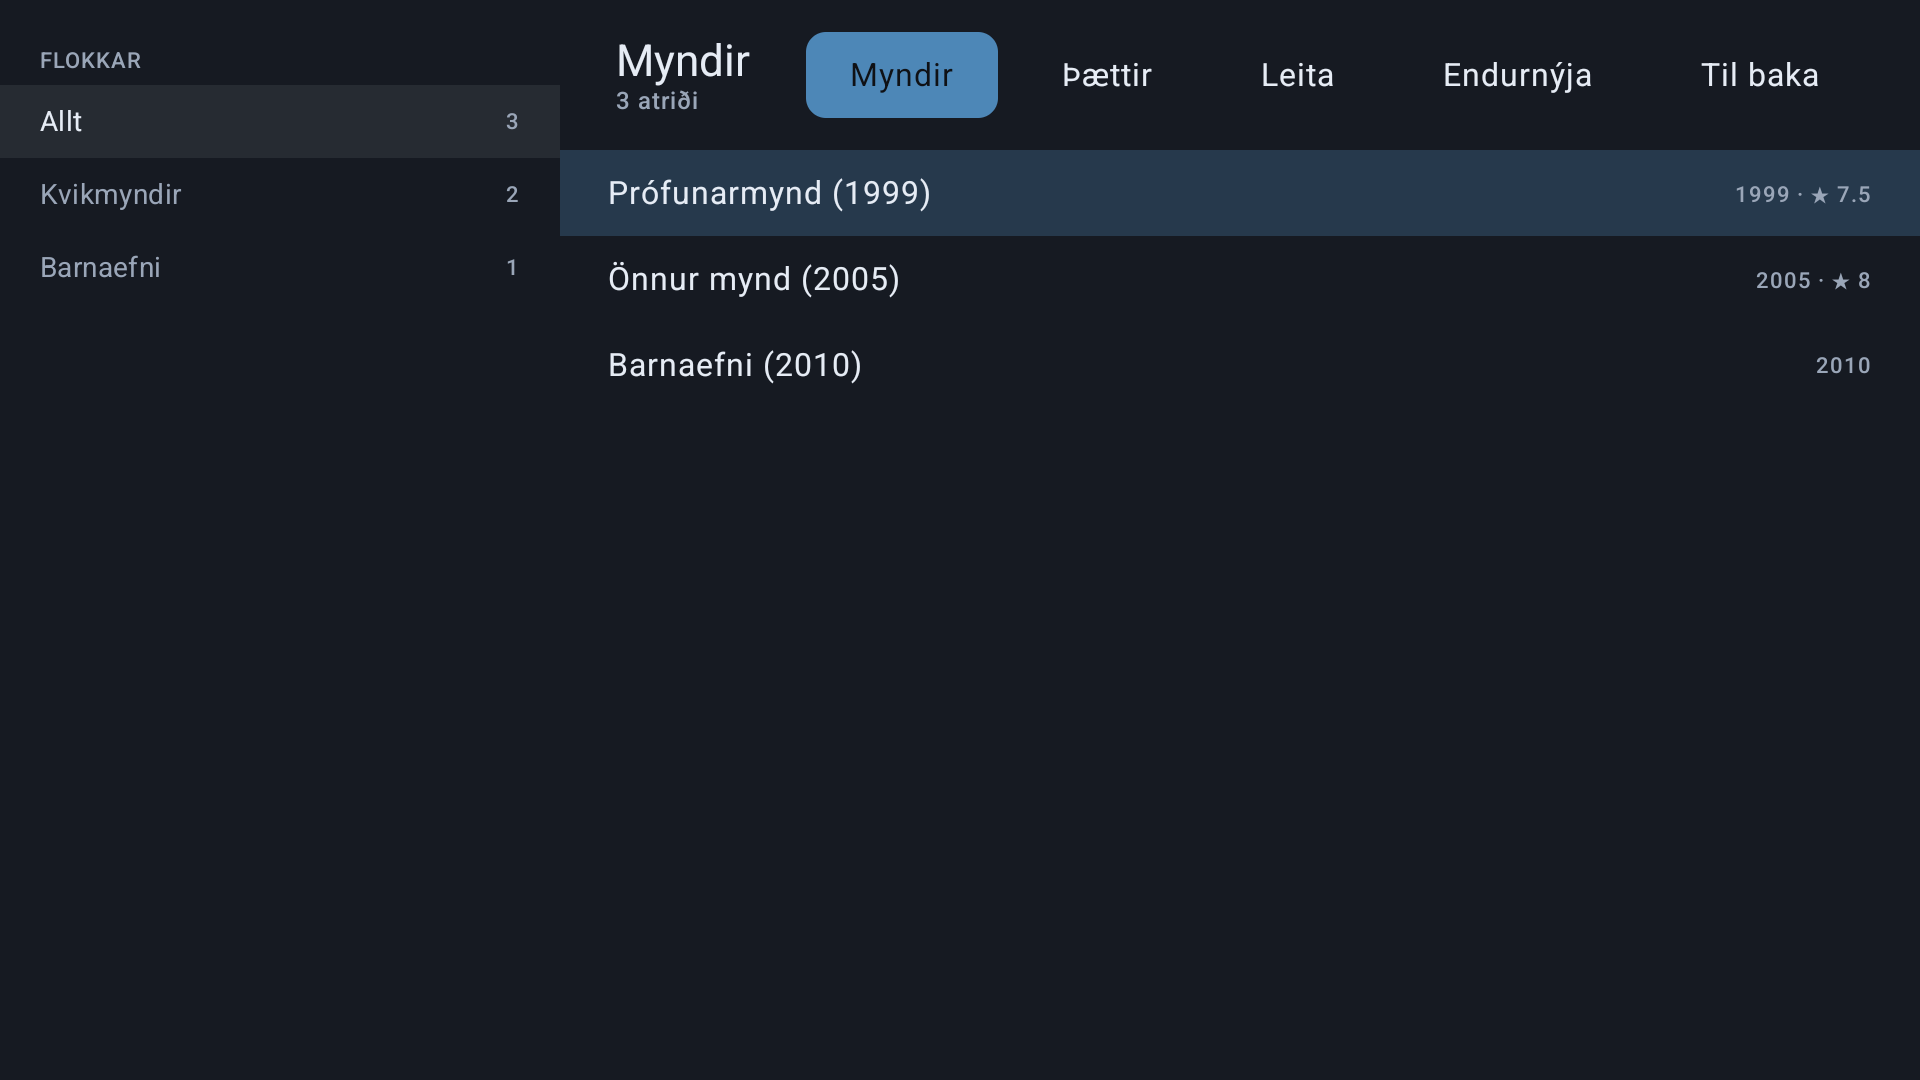 FLOKKAR
Allt 3
Kvikmyndir 2
Barnaefni 1
Myndir
3 atriði
Myndir Þættir Leita Endurnýja Til baka
Prófunarmynd (1999) 1999 · ★ 7.5
Önnur mynd (2005) 2005 · ★ 8
Barnaefni (2010) 2010